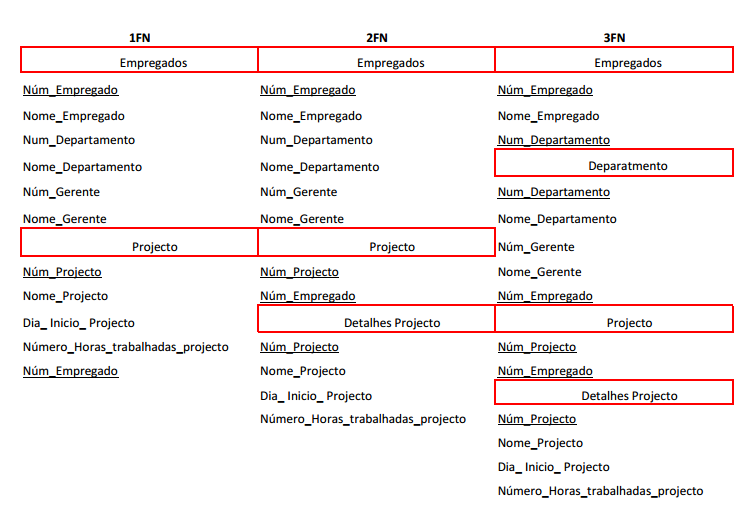 1FN
Empregados
Núm_Empregado
Nome_Empregado
Num_Departamento
Nome_Departamento
Núm_Gerente
Nome_Gerente
Projecto
Núm_Projecto
Nome_Projecto
Dia_ Inicio_ Projecto
Número_Horas_trabalhadas_projecto
Núm_Empregado
2FN
Empregados
Núm_Empregado
Nome_Empregado
Num_Departamento
Nome_Departamento
Núm_Gerente
Nome_Gerente
Projecto
Núm_Projecto
Núm_Empregado
Detalhes Projecto
Núm_Projecto
Nome_Projecto
Dia_ Inicio_ Projecto
Número_Horas_trabalhadas_projecto
3FN
Empregados
Núm_Empregado
Nome_Empregado
Num_Departamento
Deparatmento
Num_Departamento
Nome_Departamento
Núm_Gerente
Nome_Gerente
Núm_Empregado
Projecto
Núm_Projecto
Núm_Empregado
Detalhes Projecto
Núm_Projecto
Nome_Projecto
Dia_ Inicio_ Projecto
Número_Horas_trabalhadas_projecto